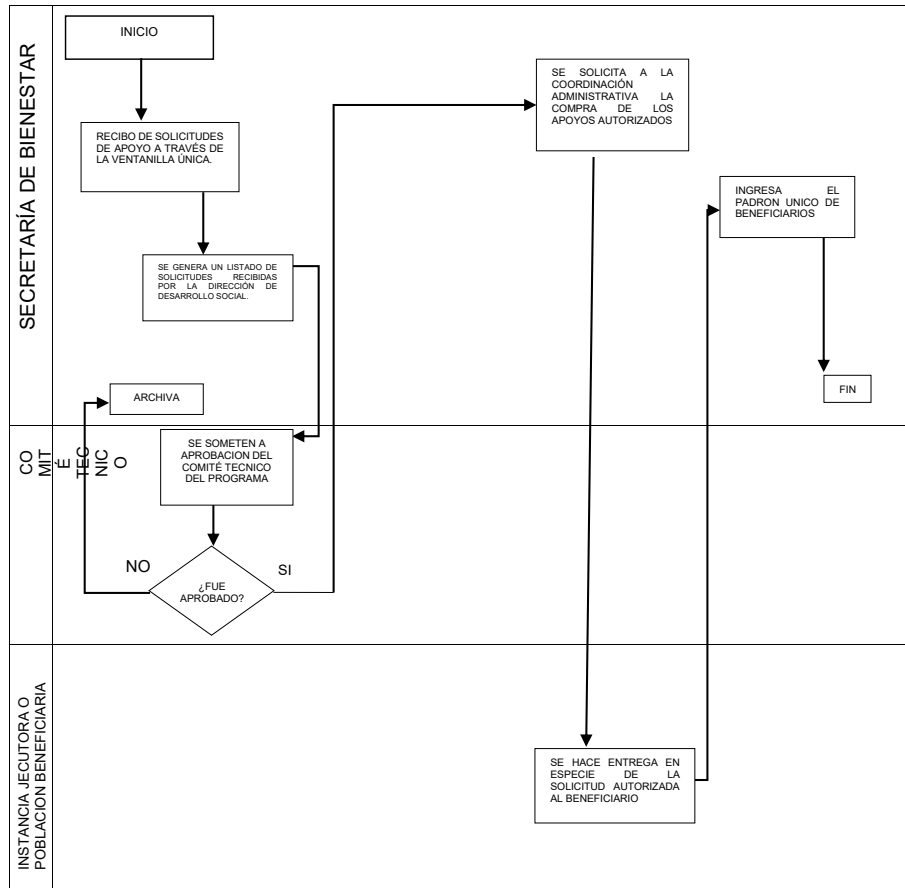 SECRETARÍA DE BIENESTAR
INICIO
RECIBO DE SOLICITUDES
DE APOYO A TRAVÉS DE
LA VENTANILLA ÚNICA.
SE GENERA UN LISTADO DE
SOLICITUDES RECIBIDAS
POR LA DIRECCIÓN DE
DESARROLLO SOCIAL.
ARCHIVA
SE SOLICITA A LA
COORDINACIÓN
ADMINISTRATIVA LA
COMPRA DE LOS
APOYOS AUTORIZADOS
INGRESA EL
PADRON UNICO DE
BENEFICIARIOS
FIN
CO
MIT
É
TEC
NIC
O
SE SOMETEN A
APROBACION DEL
COMITÉ TECNICO
DEL PROGRAMA
NO
SI
¿FUE
APROBADO?
INSTANCIA JECUTORA O
POBLACION BENEFICIARIA
SE HACE ENTREGA EN
ESPECIE DE LA
SOLICITUD AUTORIZADA
AL BENEFICIARIO